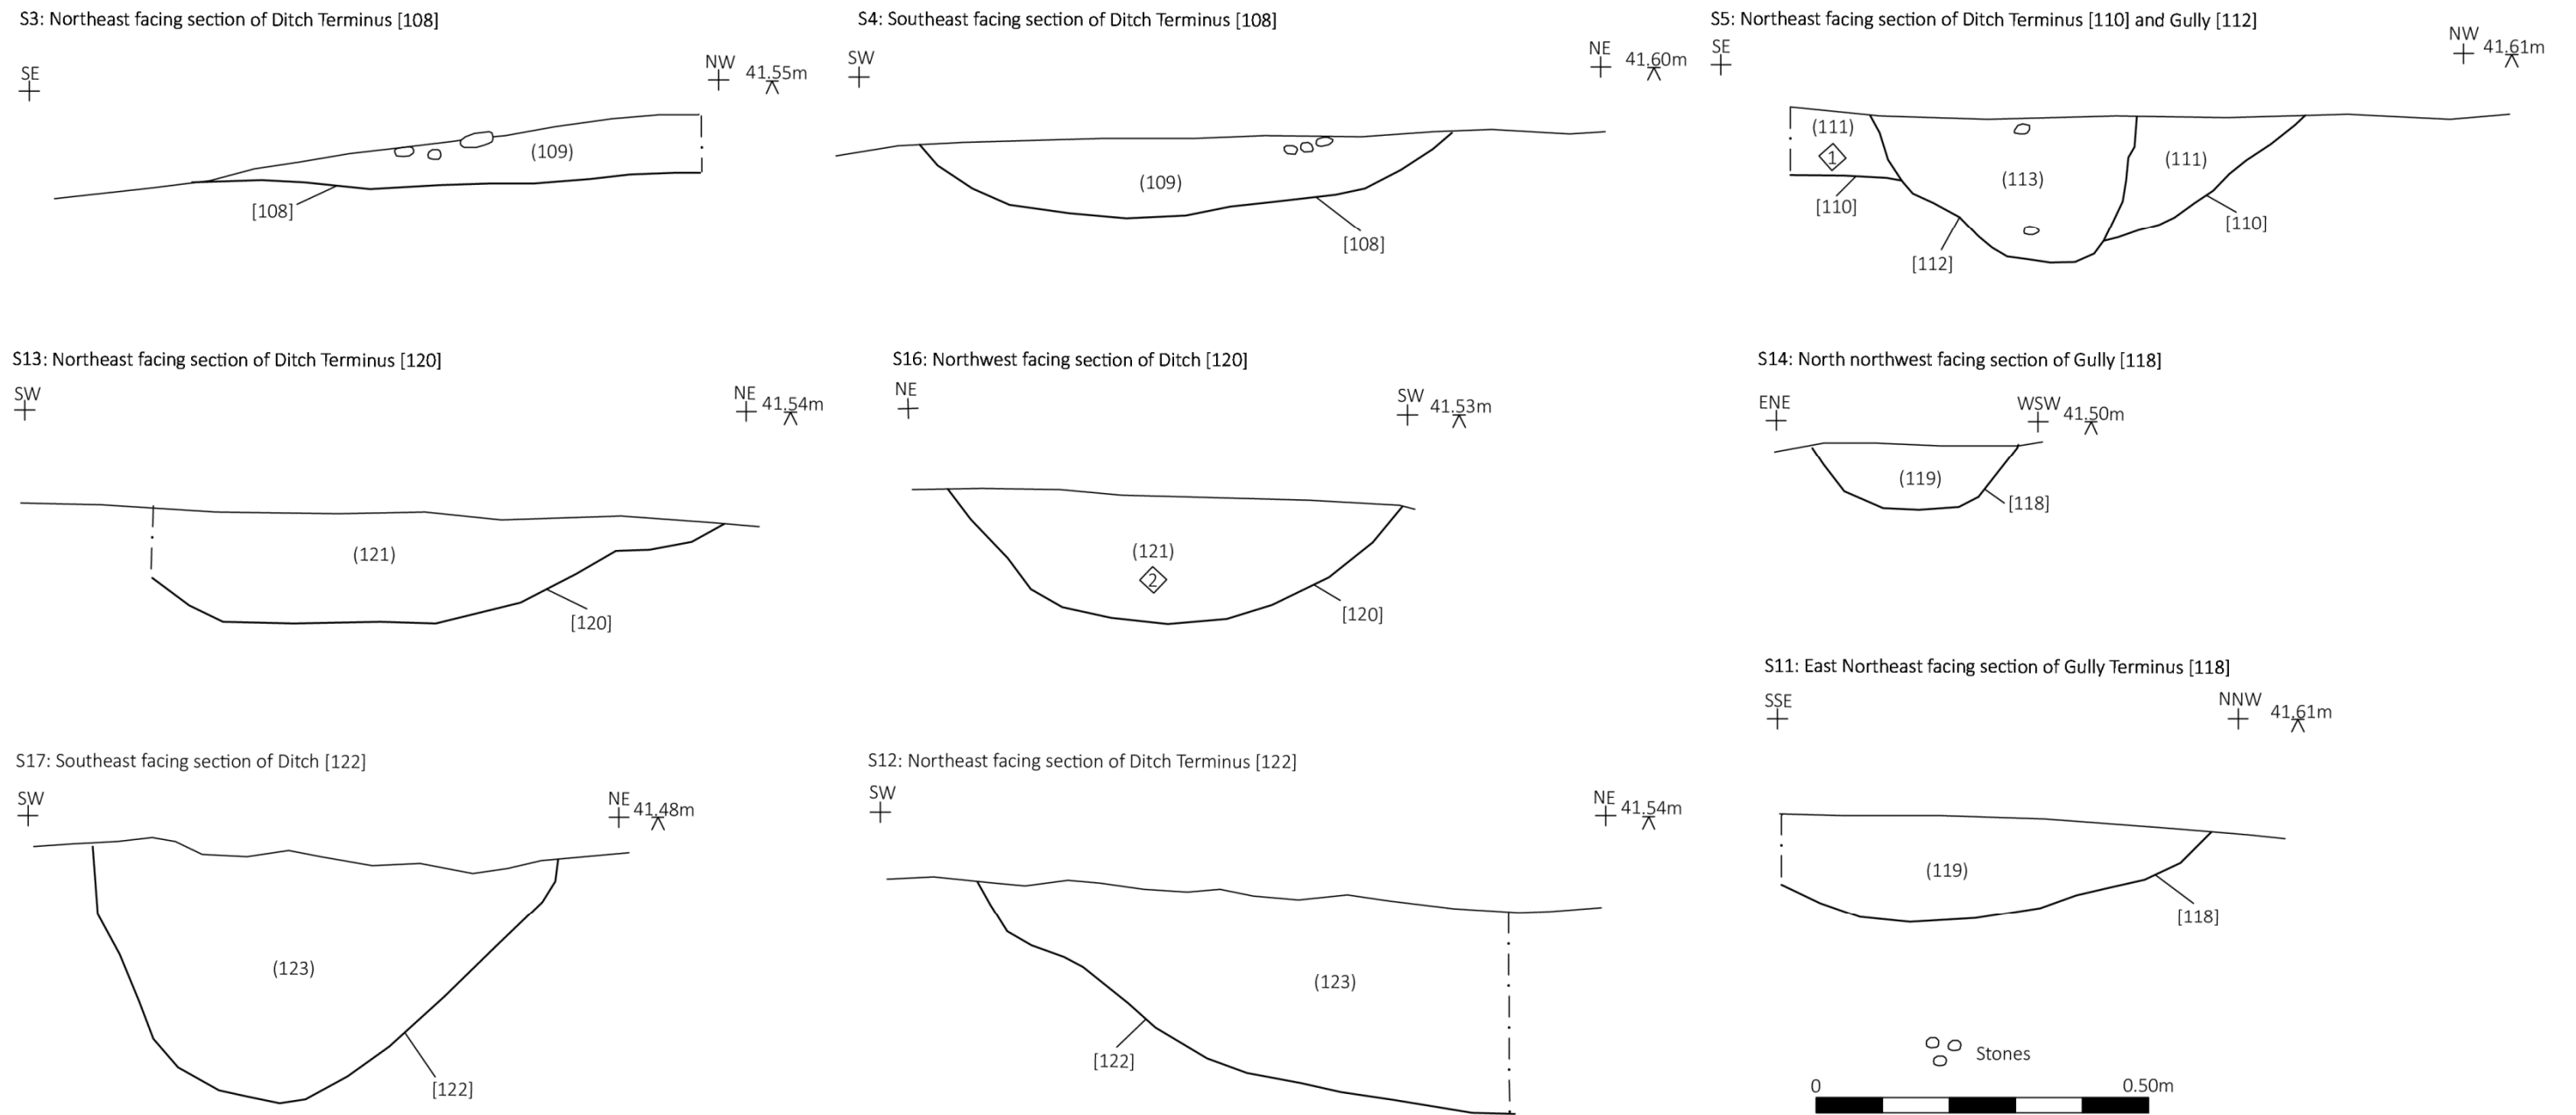 S3: Northeast facing section of Ditch Terminus [108]
SE
NW
41.55m
(109)
[108]
S4: Southeast facing section of Ditch Terminus [108]
SW
NE
41.60m
(109)
[108]
S5: Northeast facing section of Ditch Terminus [110] and Gully [112]
SE
NW
41.61m
(111)
1
[110]
(113)
(111)
[110]
[112]
S13: Northeast facing section of Ditch Terminus [120]
SW
NE
41.54m
(121)
[120]
S16: Northwest facing section of Ditch [120]
NE
SW
41.53m
(121)
2
[120]
S14: North northwest facing section of Gully [118]
ENE
WSW
41.50m
(119)
[118]
S11: East Northeast facing section of Gully Terminus [118]
SSE
NNW
41.61m
(119)
[118]
S17: Southeast facing section of Ditch [122]
SW
NE
41.48m
(123)
[122]
S12: Northeast facing section of Ditch Terminus [122]
SW
NE
41.54m
(123)
[122]
Stones
0 0.50m